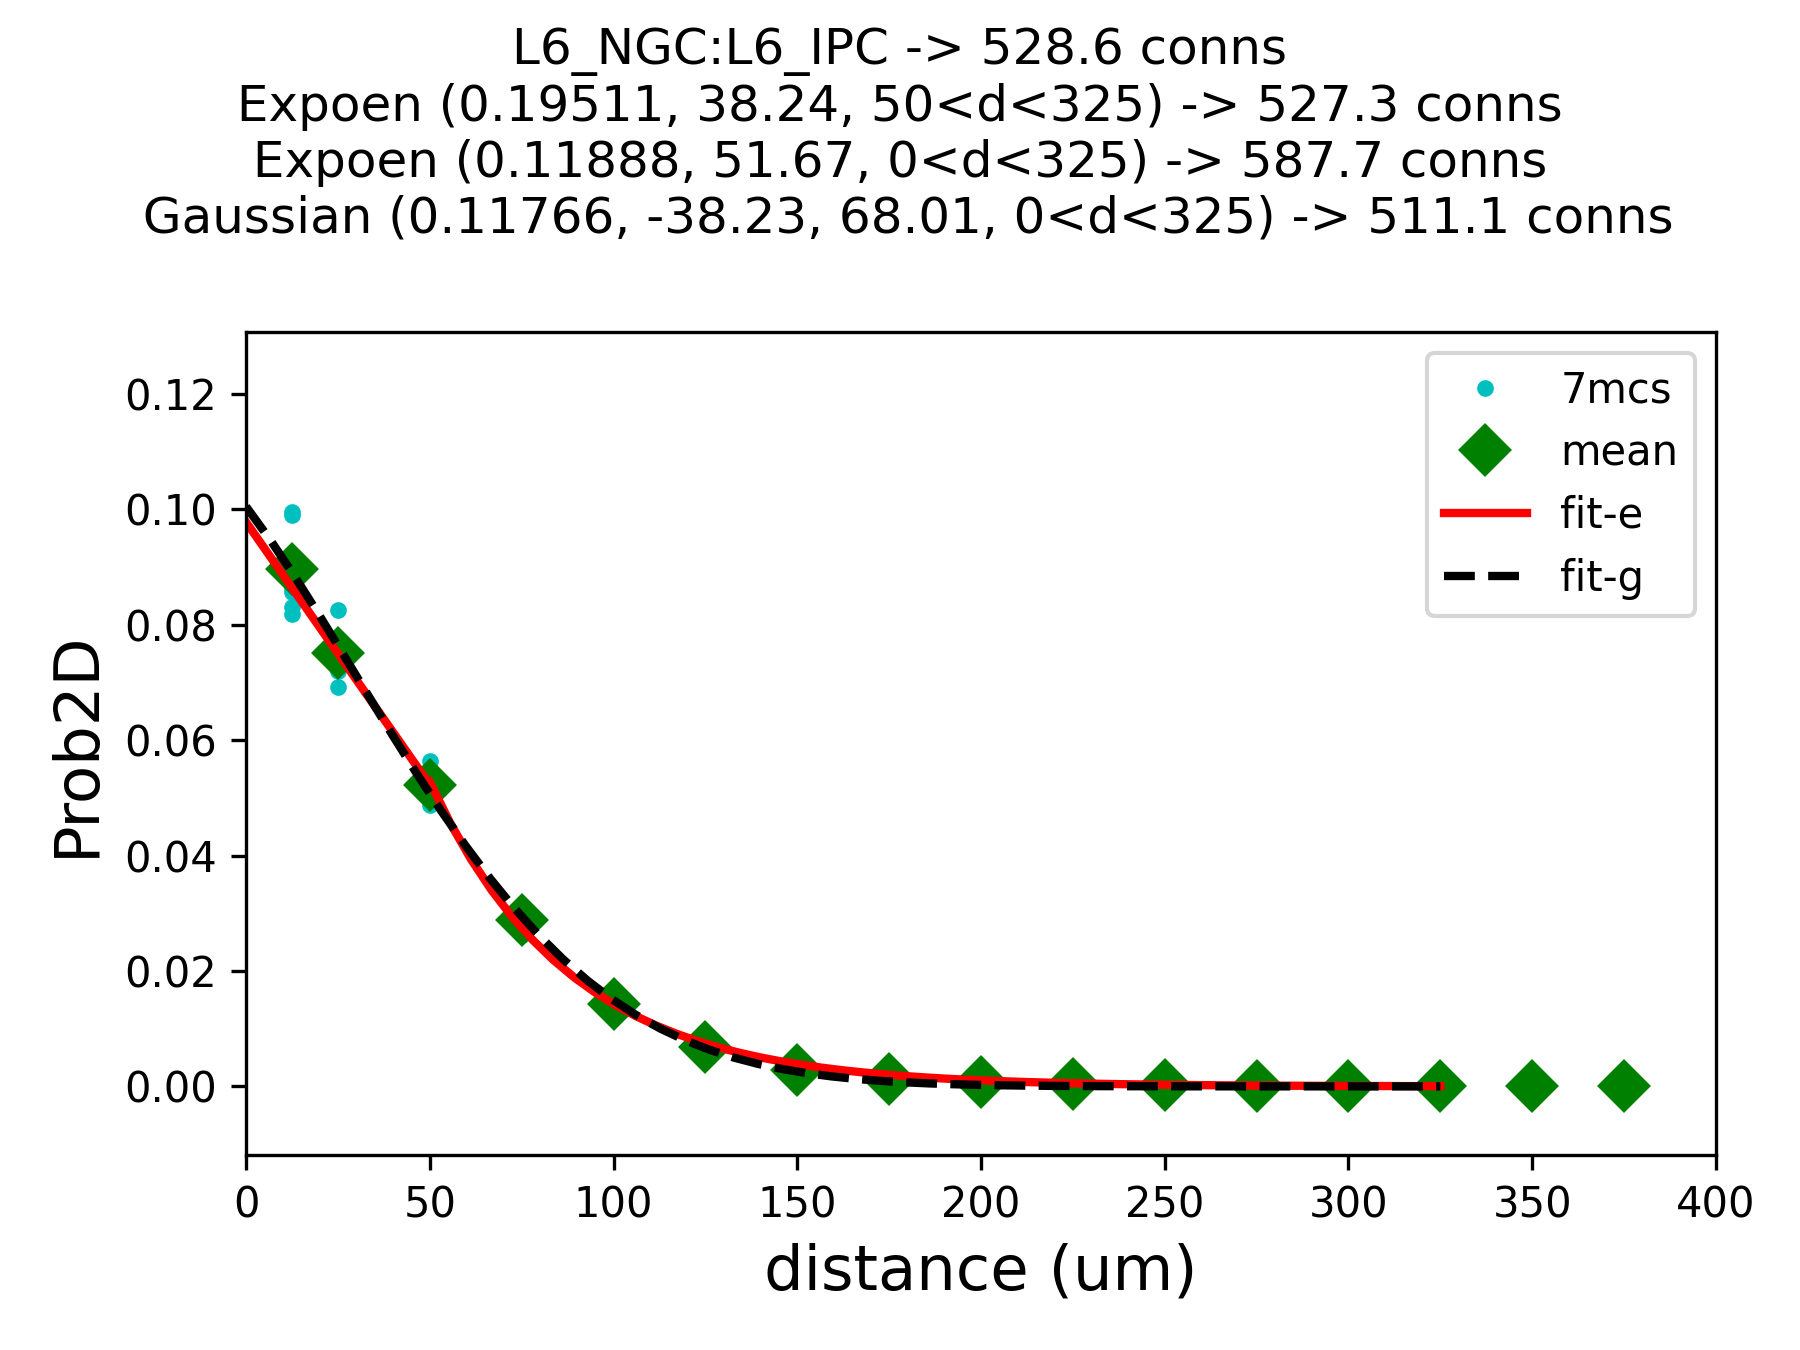 L6_NGC:L6_IPC -> 528.6 conns
Expoen (0.19511, 38.24, 50<d<325) -> 527.3 conns
Expoen (0.11888, 51.67, 0<d<325) -> 587.7 conns
Gaussian (0.11766, -38.23, 68.01, 0<d<325) -> 511.1 conns
7mcs
mean
fit-e
fit-g
Prob2D
0.12
0.10
0.08
0.06
0.04
0.02
0.00
0 50 100 150 200 250 300 350 400
distance (um)